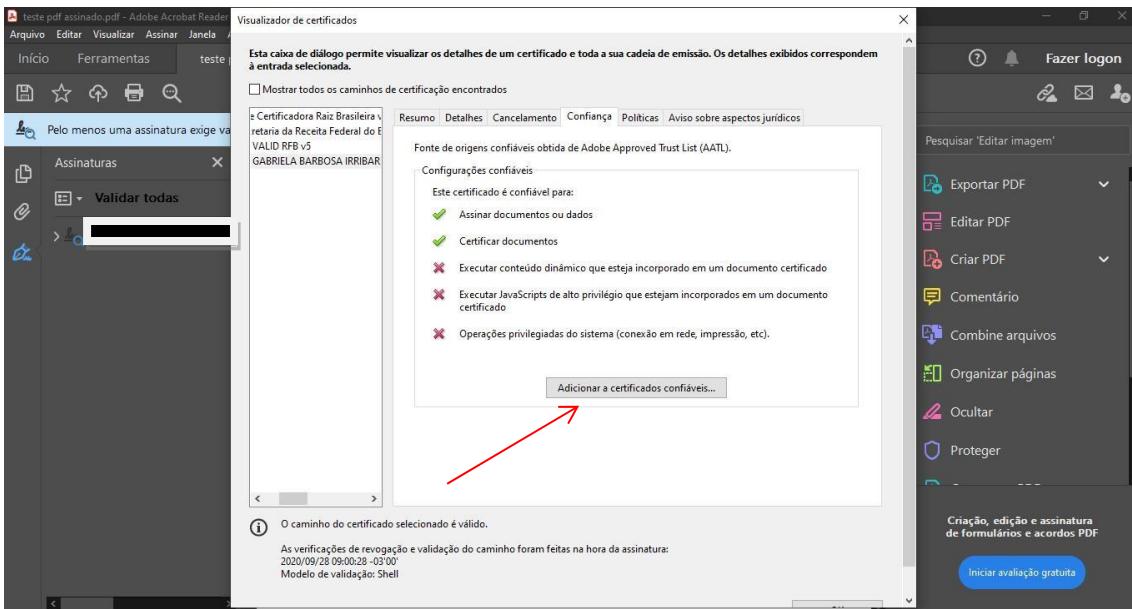 teste pdf assinado.pdf - Adobe Acrobat Reader
Arquivo Editar Visualizar Assinar Janela
Início Ferramentas teste
Fazer logon
Pelo menos uma assinatura exige va
Assinaturas
Validar todas
Visualizador de certificados
Esta caixa de diálogo permite visualizar os detalhes de um certificado e toda a sua cadeia de emissão. Os detalhes exibidos correspondem
à entrada selecionada.
Mostrar todos os caminhos de certificação encontrados
e Certificadora Raiz Brasileira v
retaria da Receita Federal do B
VALID RFB v5
GABRIELA BARBOSA IRRIBAR
Resumo Detalhes Cancelamento Confiança Políticas Aviso sobre aspectos jurídicos
Fonte de origens confiáveis obtida de Adobe Approved Trust List (AATL).
Configurações confiáveis
Este certificado é confiável para:
Assinar documentos ou dados
Certificar documentos
Executar conteúdo dinâmico que esteja incorporado em um documento certificado
Executar JavaScripts de alto privilégio que estejam incorporados em um documento
certificado
Operações privilegiadas do sistema (conexão em rede, impressão, etc).
Adicionar a certificados confiáveis...
O caminho do certificado selecionado é válido.
As verificações de revogação e validação do caminho foram feitas na hora da assinatura:
2020/09/28 09:00:28 -03'00'
Modelo de validação: Shell
Pesquisar 'Editar imagem'
Exportar PDF
Editar PDF
Criar PDF
Comentário
Combine arquivos
Organizar páginas
Ocultar
Proteger
Criação, edição e assinatura
de formulários e acordos PDF
Iniciar avaliação gratuita